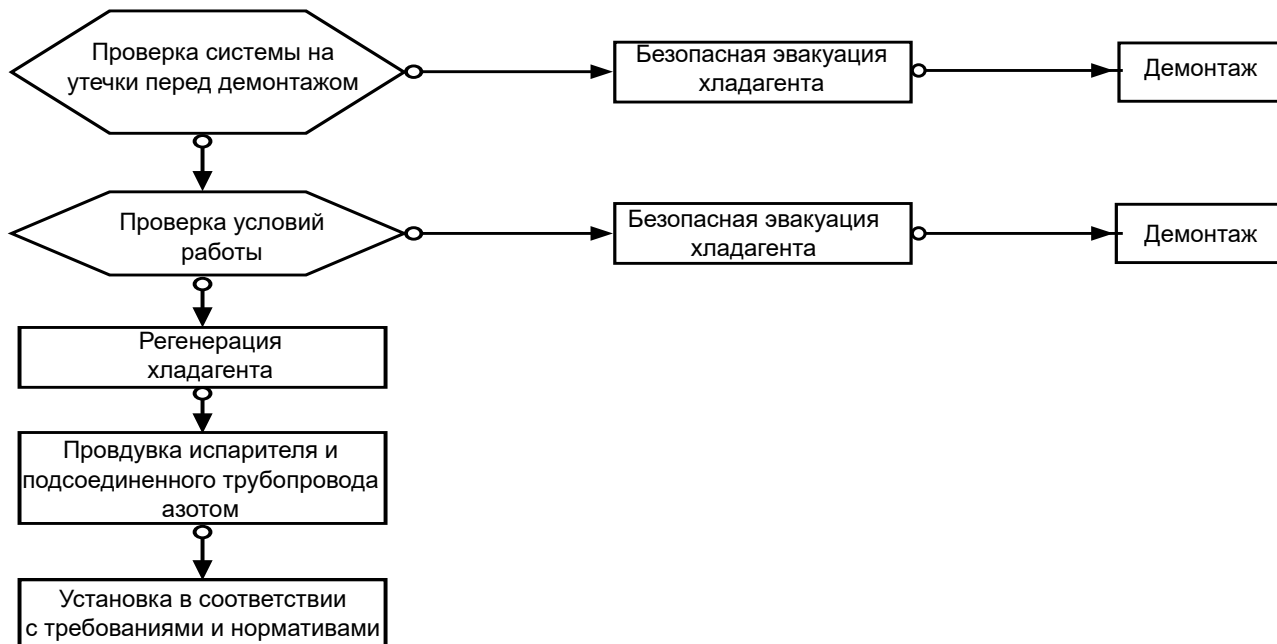 Проверка системы на
утечки перед демонтажом
Безопасная эвакуация
хладагента
Демонтаж
Проверка условий
работы
Безопасная эвакуация
хладагента
Демонтаж
Регенерация
хладагента
Провдувка испарителя и
подсоединенного трубопровода
азотом
Установка в соответствии
с требованиями и нормативами